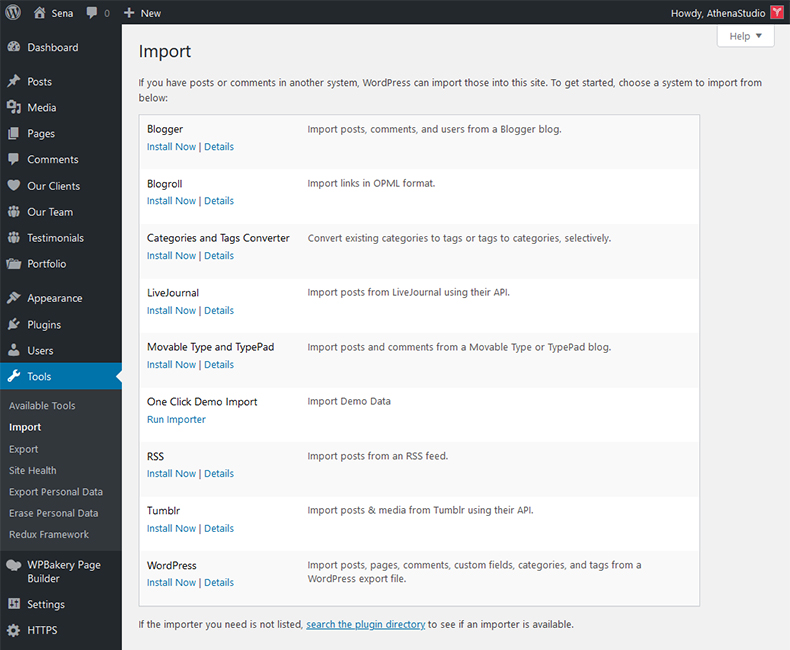 Sena 0 + New Howdy, AthenaStudio
Help ▼
Dashboard
Posts
Media
Pages
Comments
Our Clients
Our Team
Testimonials
Portfolio
Appearance
Plugins
Users
Tools
Available Tools
Import
Export
Site Health
Export Personal Data
Erase Personal Data
Redux Framework
WPBakery Page
Builder
Settings
HTTPS
Import
If you have posts or comments in another system, WordPress can import those into this site. To get started, choose a system to import from
below:
Blogger Import posts, comments, and users from a Blogger blog.
Install Now | Details
Blogroll Import links in OPML format.
Install Now | Details
Categories and Tags Converter Convert existing categories to tags or tags to categories, selectively.
Install Now | Details
LiveJournal Import posts from LiveJournal using their API.
Install Now | Details
Movable Type and TypePad Import posts and comments from a Movable Type or TypePad blog.
Install Now | Details
One Click Demo Import Import Demo Data
Run Importer
RSS Import posts from an RSS feed.
Install Now | Details
Tumblr Import posts & media from Tumblr using their API.
Install Now | Details
WordPress Import posts, pages, comments, custom fields, categories, and tags from a
WordPress export file.
Install Now | Details
If the importer you need is not listed, search the plugin directory to see if an importer is available.